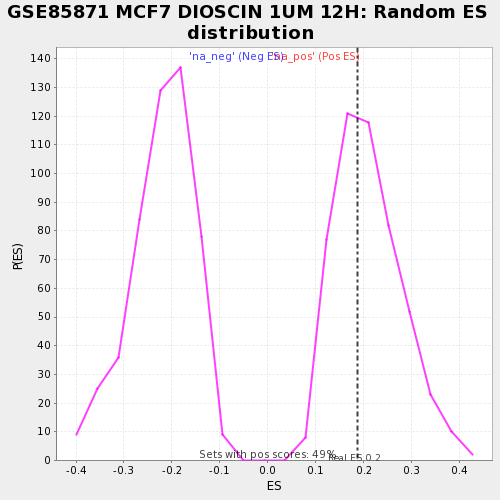 GSE85871 MCF7 DIOSCIN 1UM 12H: Random ES
distribution
'na_neg' (Neg ES)
'na_pos' (Pos ES)
140
130
120
110
100
90
80
70
60
50
40
30
20
10
0
P(ES)
Sets with pos scores: 49%
Real ES 0.2
-0.4 -0.3 -0.2 -0.1 0.0 0.1 0.2 0.3 0.4
ES